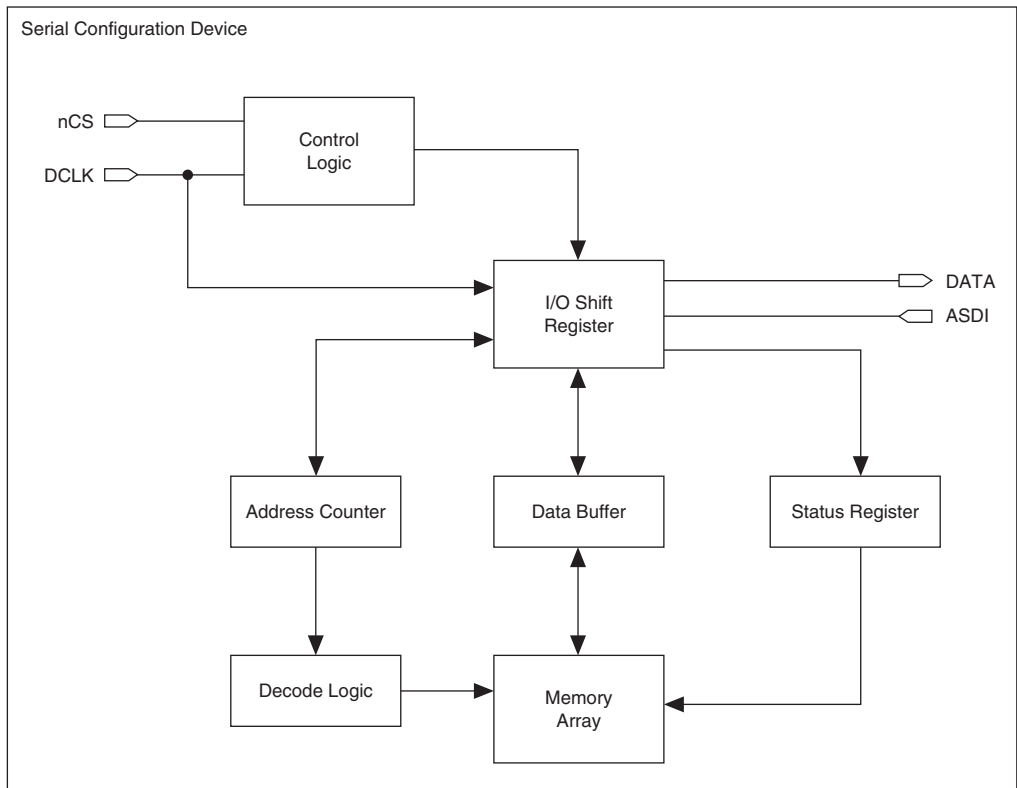 Serial Configuration Device
nCS
DCLK
Control
Logic
I/O Shift
Register
DATA
ASDI
Address Counter
Data Buffer
Status Register
Decode Logic
Memory
Array